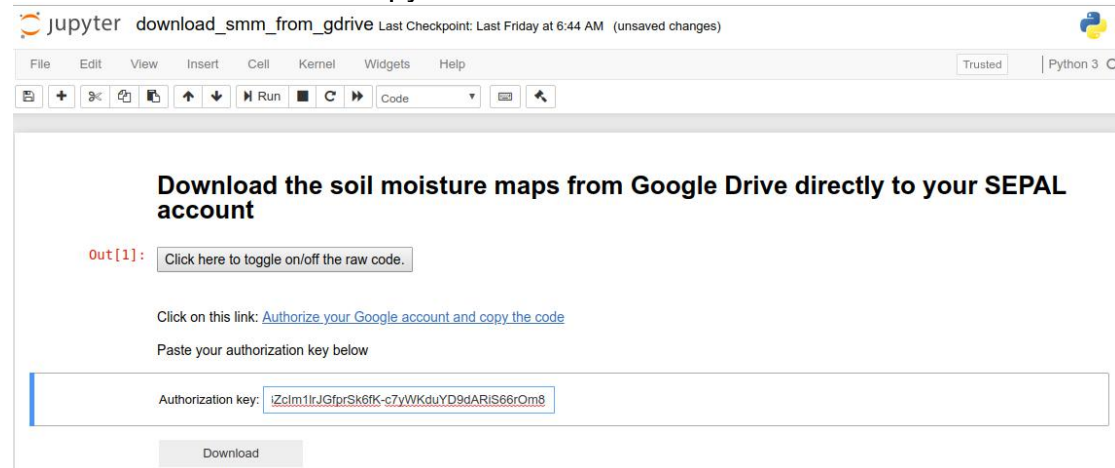 jupyter download_smm_from_gdrive Last Checkpoint: Last Friday at 6:44 AM (unsaved changes)
File Edit View Insert Cell Kernel Widgets Help Trusted Python 3
Run Code
Download the soil moisture maps from Google Drive directly to your SEPAL
account
Out[1]: Click here to toggle on/off the raw code.
Click on this link: Authorize your Google account and copy the code
Paste your authorization key below
Authorization key:
Download